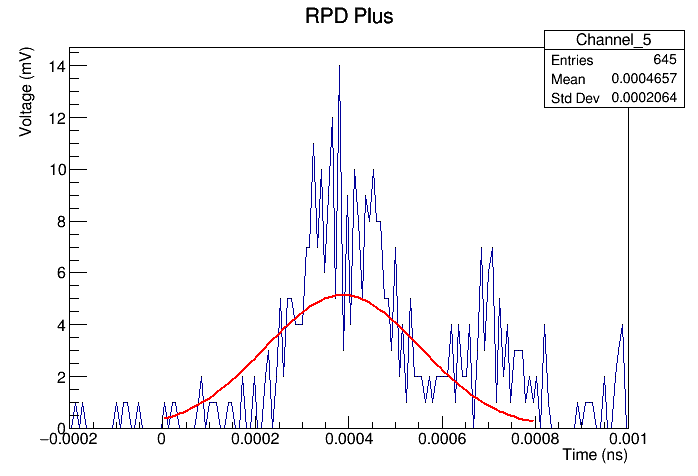 RPD Plus
Channel_5
Entries 645
Mean 0.0004657
Std Dev 0.0002064
Voltage (mV)
14
12
10
8
6
4
2
0
−0.0002 0 0.0002 0.0004 0.0006 0.0008 0.001
Time (ns)